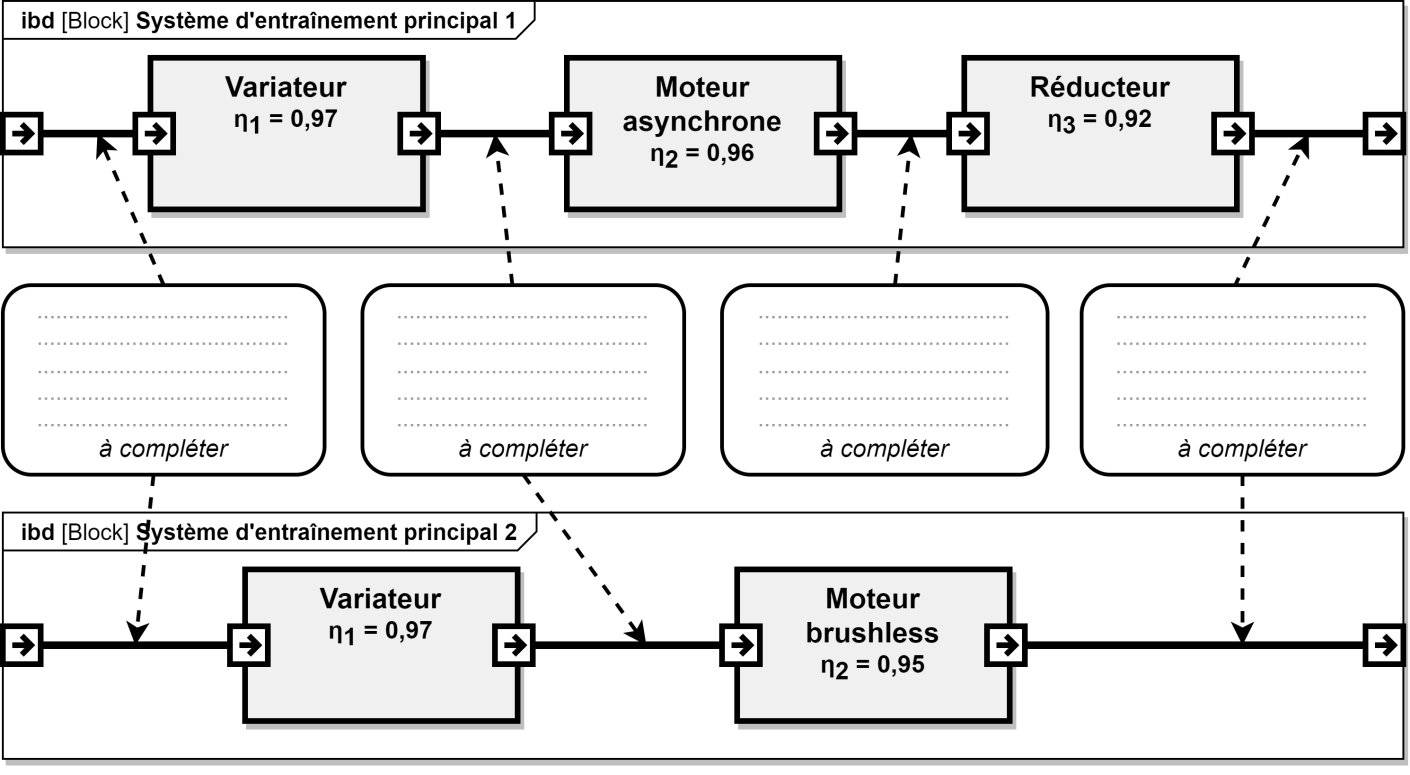 ibd [Block] Système d'entraînement principal 1
Variateur
η1 = 0,97
Moteur
asynchrone
η2 = 0,96
Réducteur
η3 = 0,92
à compléter
à compléter
à compléter
à compléter
ibd [Block] Système d'entraînement principal 2
Variateur
η1 = 0,97
Moteur
brushless
η2 = 0,95